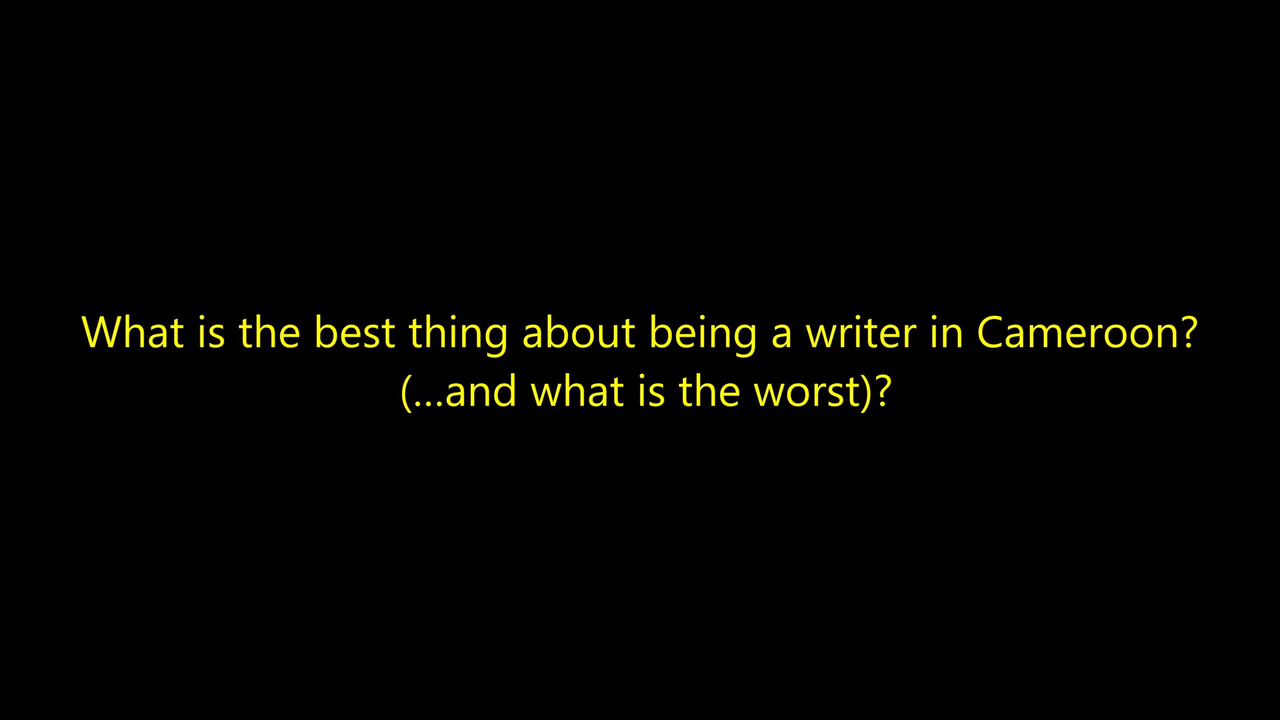 What is the best thing about being a writer in Cameroon?
(...and what is the worst)?